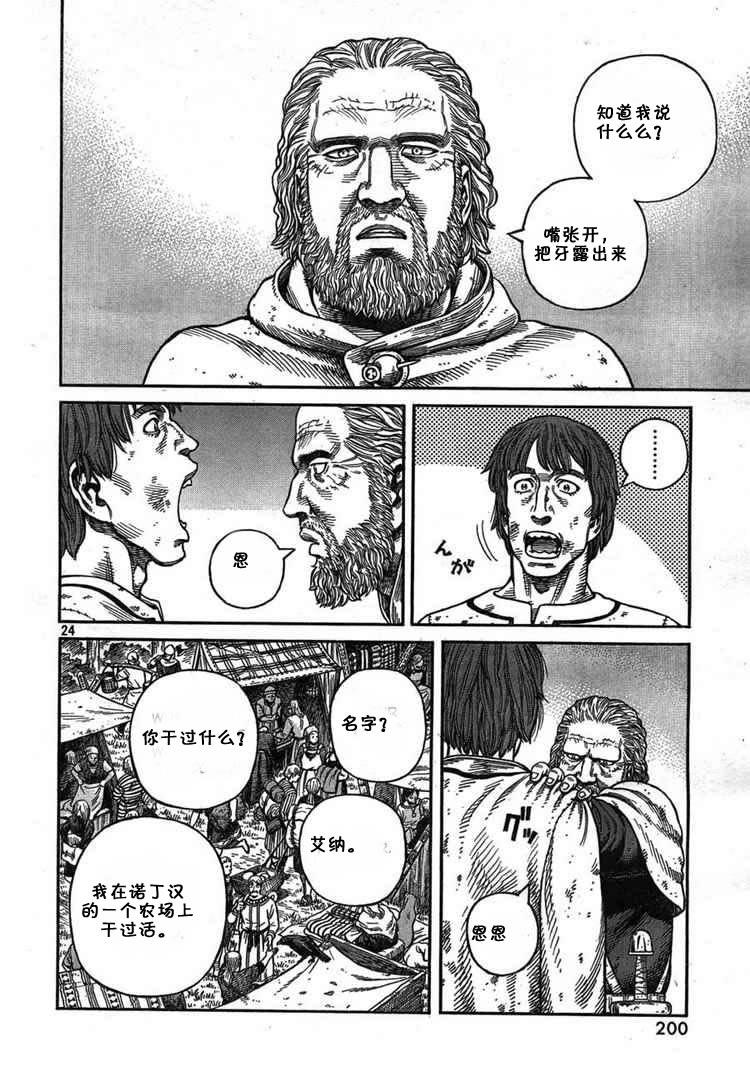 知道我说
什么么?
嘴张开,
把牙露出来
………
んが
恩
24
グッ
恩恩
名字?
艾纳。
你干过什么?
我在诺丁汉
的一个农场上
干过活。
200